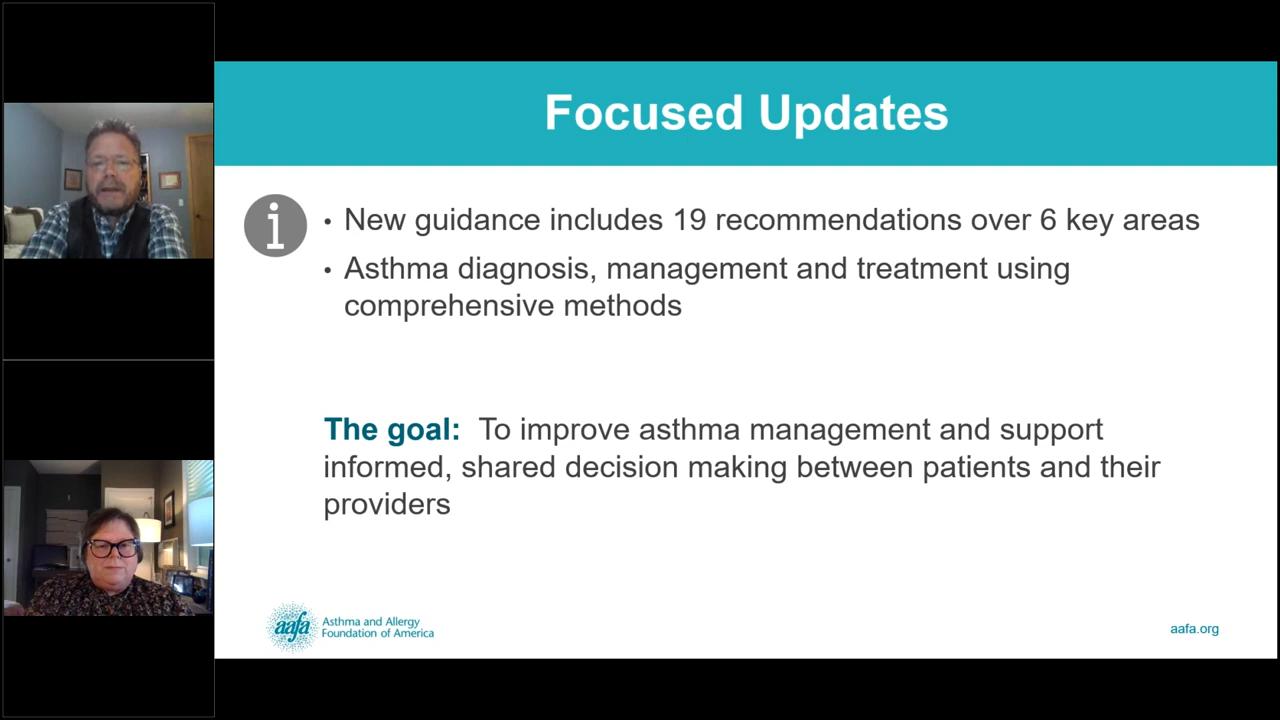 Focused Updates
• New guidance includes 19 recommendations over 6 key areas
• Asthma diagnosis, management and treatment using
comprehensive methods
The goal: To improve asthma management and support
informed, shared decision making between patients and their
providers
aafa Asthma and Allergy
Foundation of America
aafa.org